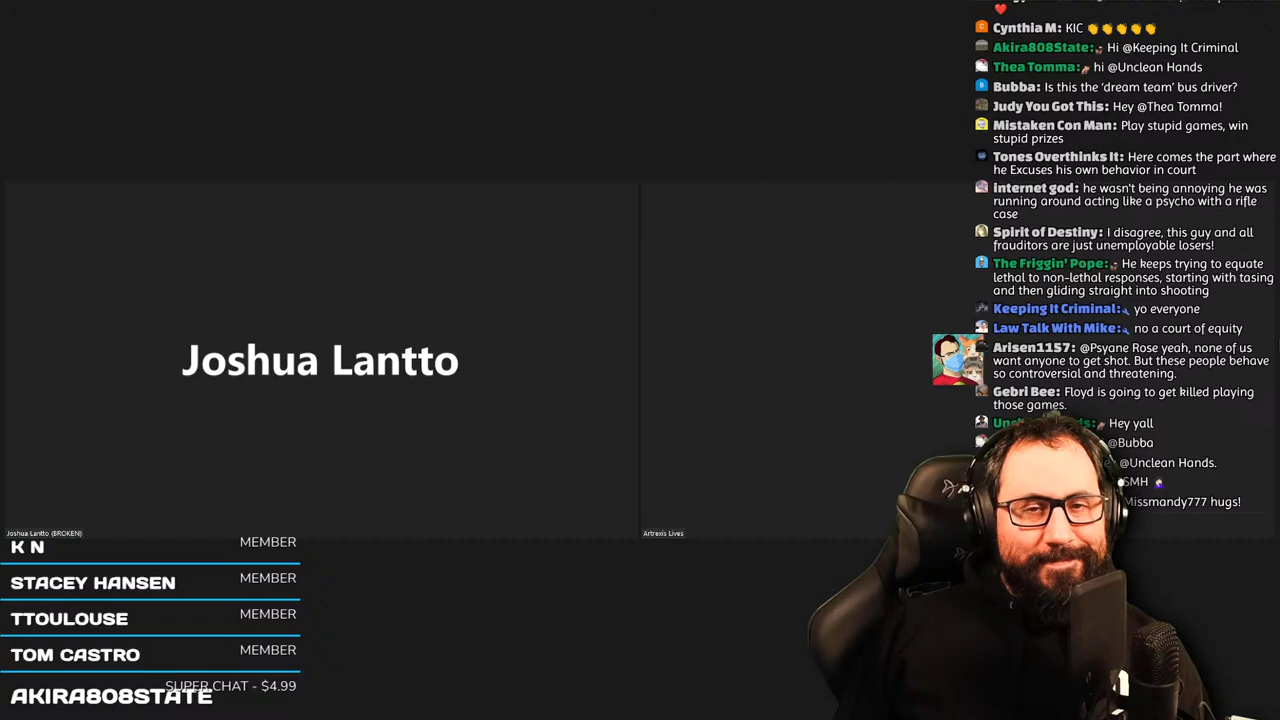 Cynthia M: KIC 👏👏👏👏👏
Akira808State: Hi @Keeping It Criminal
Thea Tomma: hi @Unclean Hands
Bubba: Is this the ‘dream team’ bus driver?
Judy You Got This: Hey @Thea Tomma!
Mistaken Con Man: Play stupid games, win
stupid prizes
Tones Overthinks It: Here comes the part where
he Excuses his own behavior in court
internet god: he wasn't being annoying he was
running around acting like a psycho with a rifle
case
Spirit of Destiny: I disagree, this guy and all
frauditors are just unemployable losers!
The Friggin' Pope: He keeps trying to equate
lethal to non-lethal responses, starting with tasing
and then gliding straight into shooting
Keeping It Criminal: yo everyone
Law Talk With Mike: no a court of equity
Arisen1157: @Psyane Rose yeah, none of us
want anyone to get shot. But these people behave
so controversial and threatening.
Gebri Bee: Floyd is going to get killed playing
those games.
Hey yall
@Bubba
@Unclean Hands.
SMH
Missmandy777 hugs!
Joshua Lantto
Joshua Lantto (BROKEN)
Artrexis Lives
K N MEMBER
STACEY HANSEN MEMBER
TTOULOUSE MEMBER
TOM CASTRO MEMBER
AKIRA808STATE SUPER CHAT - $4.99